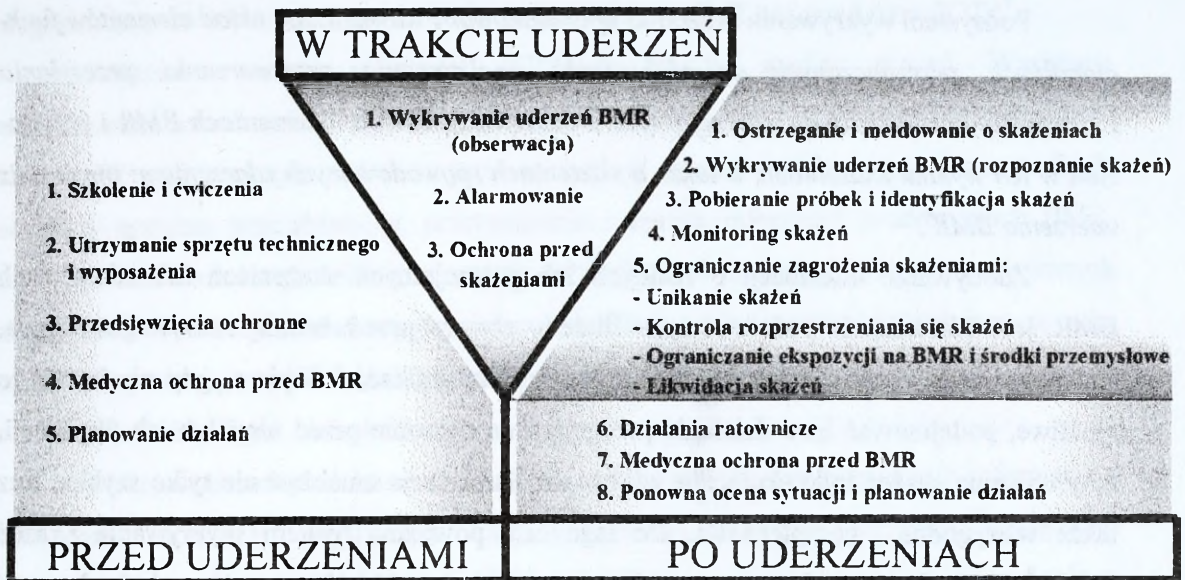 W TRAKCIE UDERZEŃ
1. Wykrywanie uderzeń BMR
(obserwacja)
2. Alarmowanie
3. Ochrona przed
skażeniami
1. Szkolenie i ćwiczenia
2. Utrzymanie sprzętu technicznego
i wyposażenia
3. Przedsięwzięcia ochronne
4. Medyczna ochrona przed BMR
5. Planowanie działań
1. Ostrzeganie i meldowanie o skażeniach
2. Wykrywanie uderzeń BMR (rozpoznanie skażeń)
3. Pobieranie próbek i identyfikacja skażeń
4. Monitoring skażeń
5. Ograniczanie zagrożenia skażeniami:
- Unikanie skażeń
- Kontrola rozprzestrzeniania się skażeń
- Ograniczanie ekspozycji na BMR i środki przemysłowe
- Likwidacja skażeń
6. Działania ratownicze
7. Medyczna ochrona przed BMR
8. Ponowna ocena sytuacji i planowanie działań
PRZED UDERZENIAMI
PO UDERZENIACH